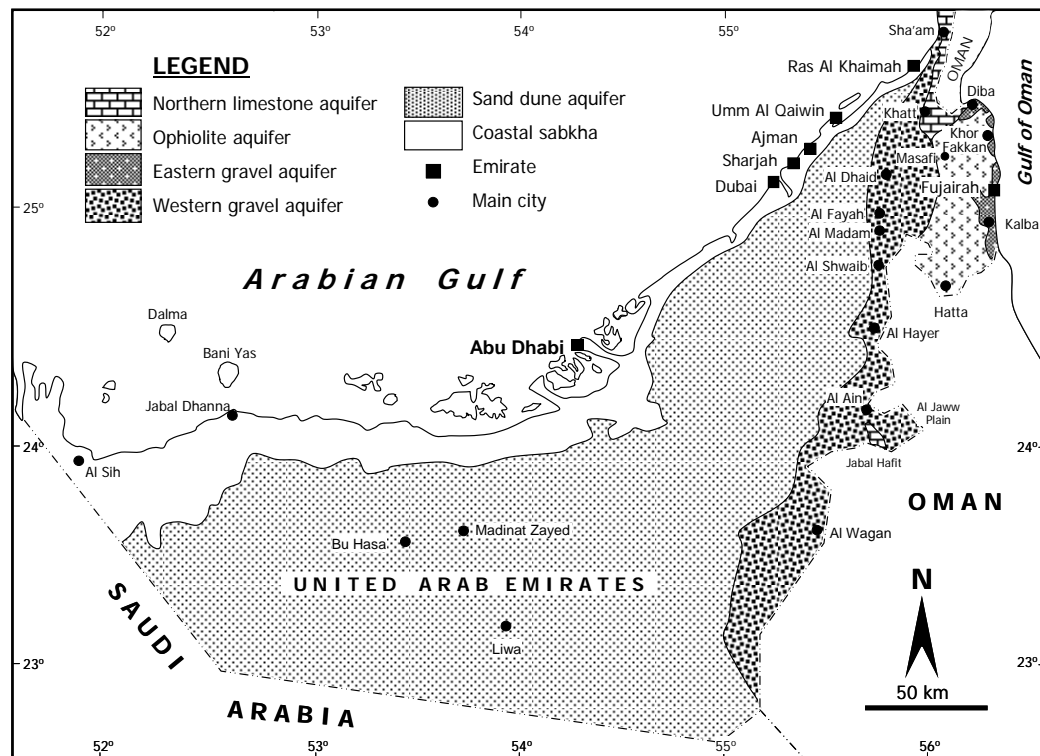 52º
53º
54º
55º
LEGEND
Northern limestone aquifer
Ophiolite aquifer
Eastern gravel aquifer
Western gravel aquifer
Sand dune aquifer
Coastal sabkha
Emirate
Main city
Sha'am
OMAN
Ras Al Khaimah
Diba
Gulf of Oman
Umm Al Qaiwin
Khatt
Khor
Fakkan
Ajman
Masafi
Sharjah
Al Dhaid
Dubai
Fujairah
25º
Al Fayah
Kalba
Al Madam
Al Shwaib
Arabian Gulf
Hatta
Dalma
Al Hayer
Abu Dhabi
Bani Yas
Al Ain
Al Jaww
Plain
Jabal Dhanna
24º
24º
Al Sih
Jabal Hafit
OMAN
Madinat Zayed
Al Wagan
Bu Hasa
UNITED ARAB EMIRATES
N
SAUDI
Liwa
23º
23º
50 km
ARABIA
52º
53º
54º
55º
56º